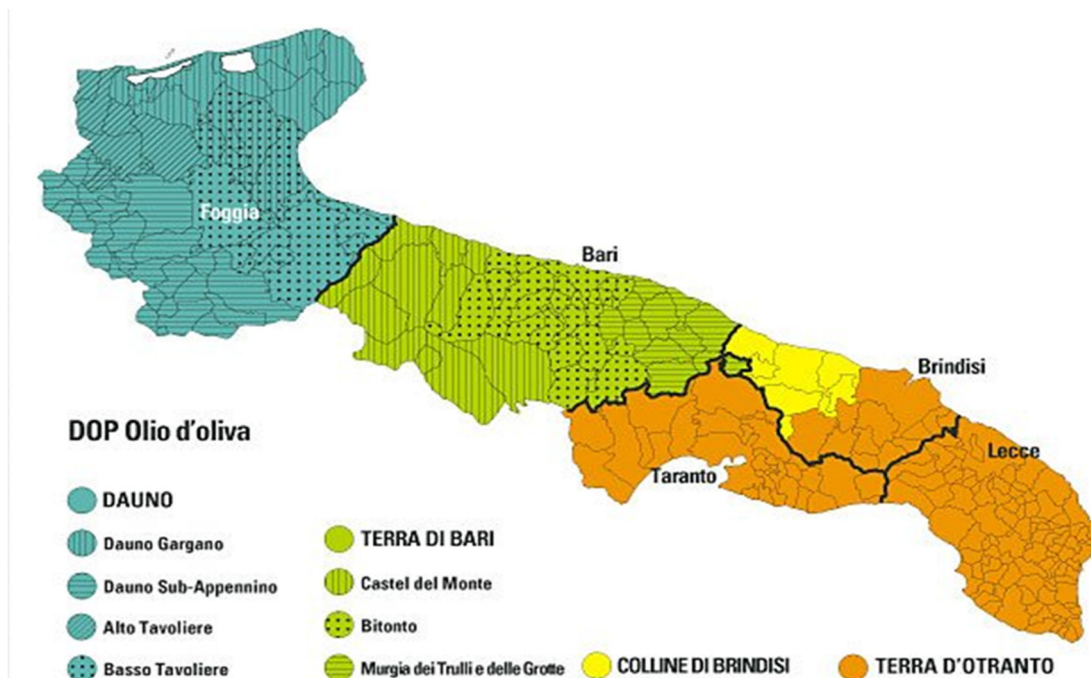 Foggia
Bari
Brindisi
Lecce
Taranto
DOP Olio d'oliva
DAUNO
Dauno Gargano
Dauno Sub-Appennino
Alto Tavoliere
Basso Tavoliere
TERRA DI BARI
Castel del Monte
Bitonto
Murgia dei Trulli e delle Grotte
COLLINE DI BRINDISI
TERRA D'OTRANTO